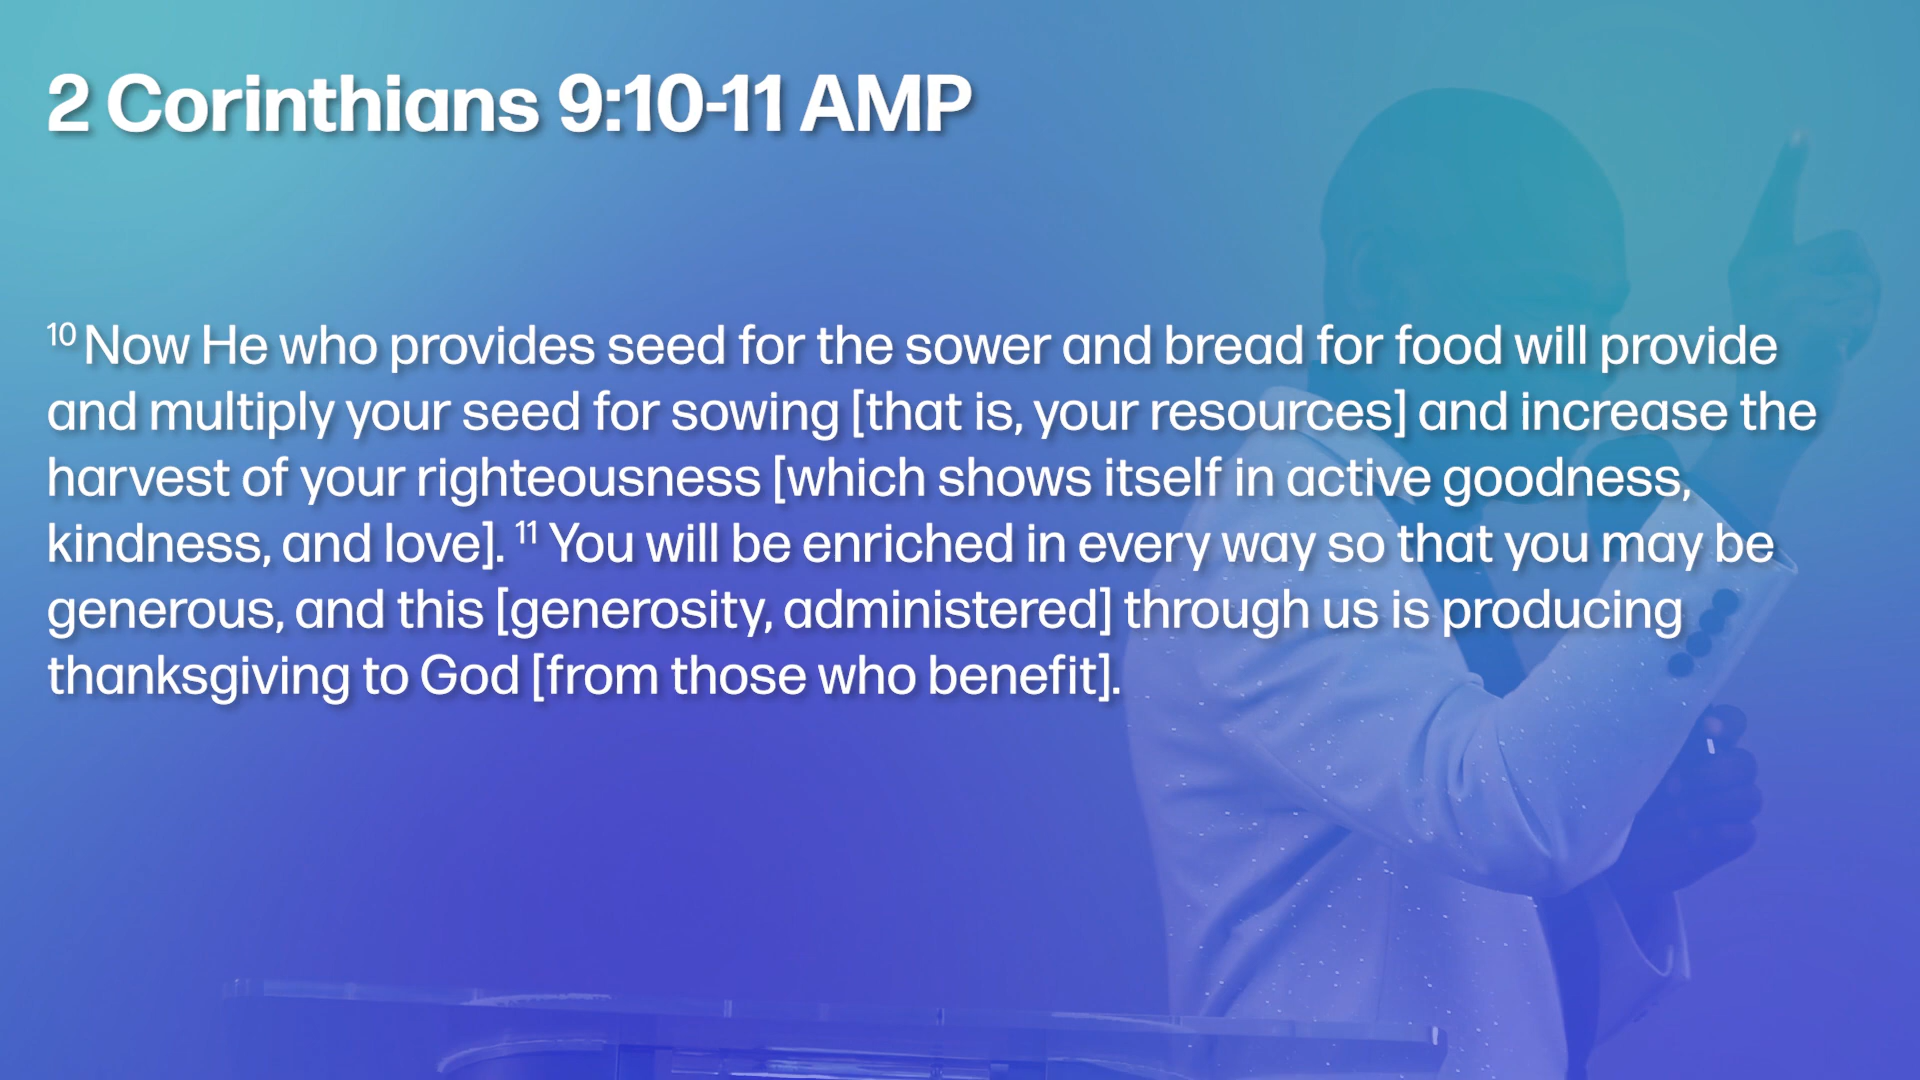 2 Corinthians 9:10-11 AMP
10 Now He who provides seed for the sower and bread for food will provide
and multiply your seed for sowing [that is, your resources] and increase the
harvest of your righteousness [which shows itself in active goodness,
kindness, and love]. 11 You will be enriched in every way so that you may be
generous, and this [generosity, administered] through us is producing
thanksgiving to God [from those who benefit].